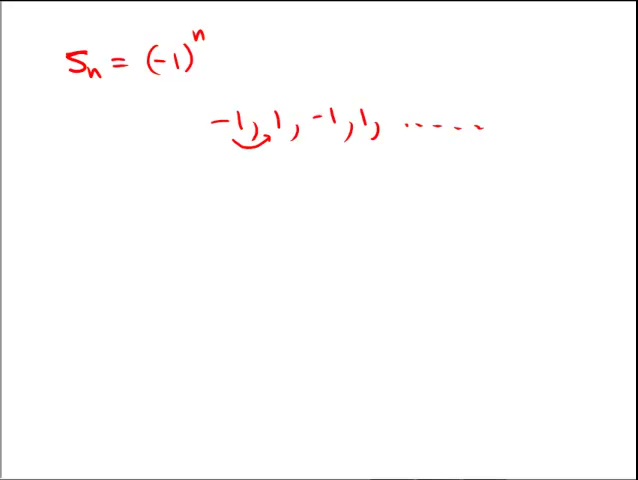 Sₙ = (-1)ⁿ
-1, 1, -1, 1, ......